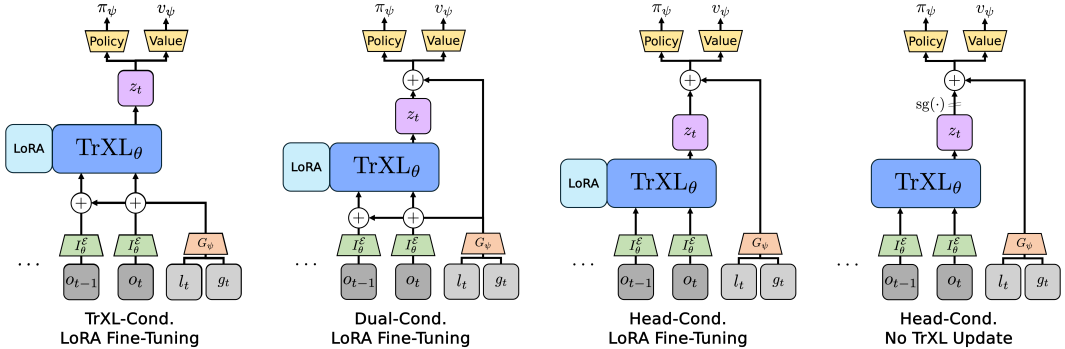 π_ψ v_ψ π_ψ v_ψ π_ψ v_ψ π_ψ v_ψ
Policy Value Policy Value Policy Value Policy Value
z_t + + +
sg(·)
z_t z_t z_t
LoRA TrXL_θ LoRA TrXL_θ LoRA TrXL_θ TrXL_θ
+ + + +
I_θ^ε I_θ^ε G_ψ I_θ^ε I_θ^ε G_ψ I_θ^ε I_θ^ε G_ψ I_θ^ε I_θ^ε G_ψ
... o_{t−1} o_t l_t g_t ... o_{t−1} o_t l_t g_t ... o_{t−1} o_t l_t g_t ... o_{t−1} o_t l_t g_t
TrXL-Cond. Dual-Cond. Head-Cond. Head-Cond.
LoRA Fine-Tuning LoRA Fine-Tuning LoRA Fine-Tuning No TrXL Update